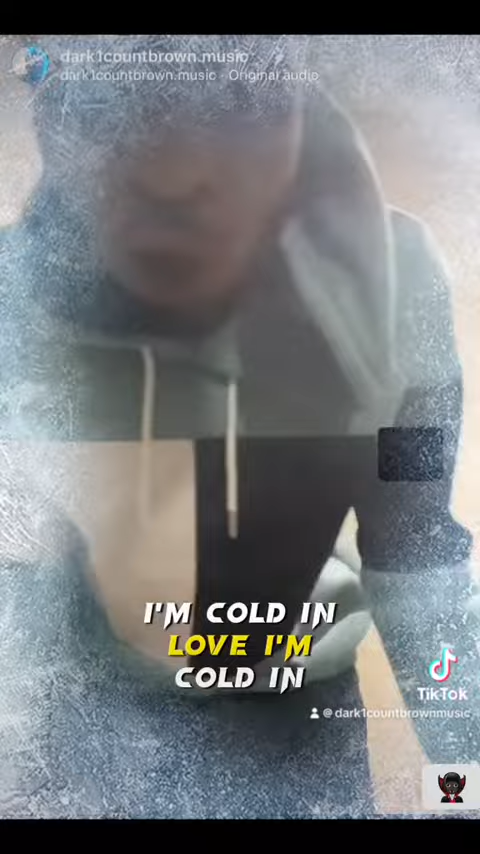 dark1countbrown.music
dark1countbrown.music · Original audio
I'M COLD IN
LOVE I'M
COLD IN
TikTok
@dark1countbrownmusic